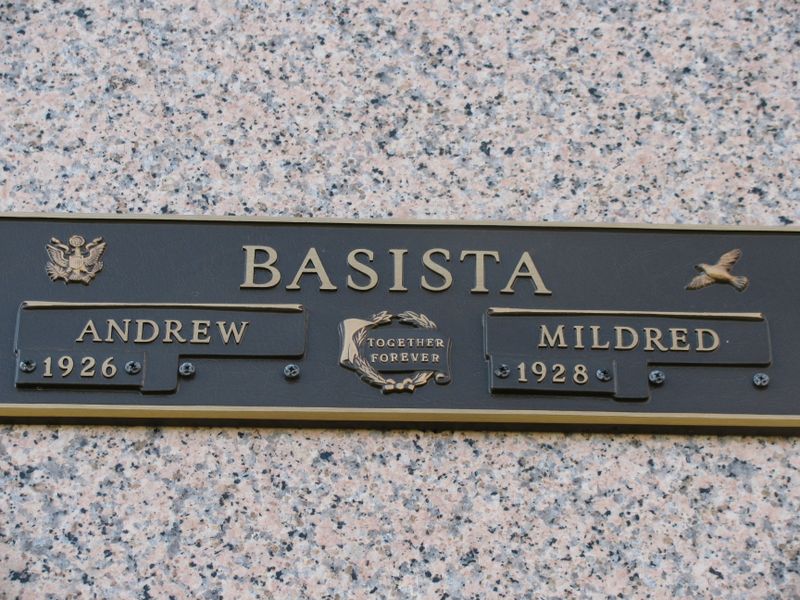 BASISTA
ANDREW
1926
TOGETHER
FOREVER
MILDRED
1928